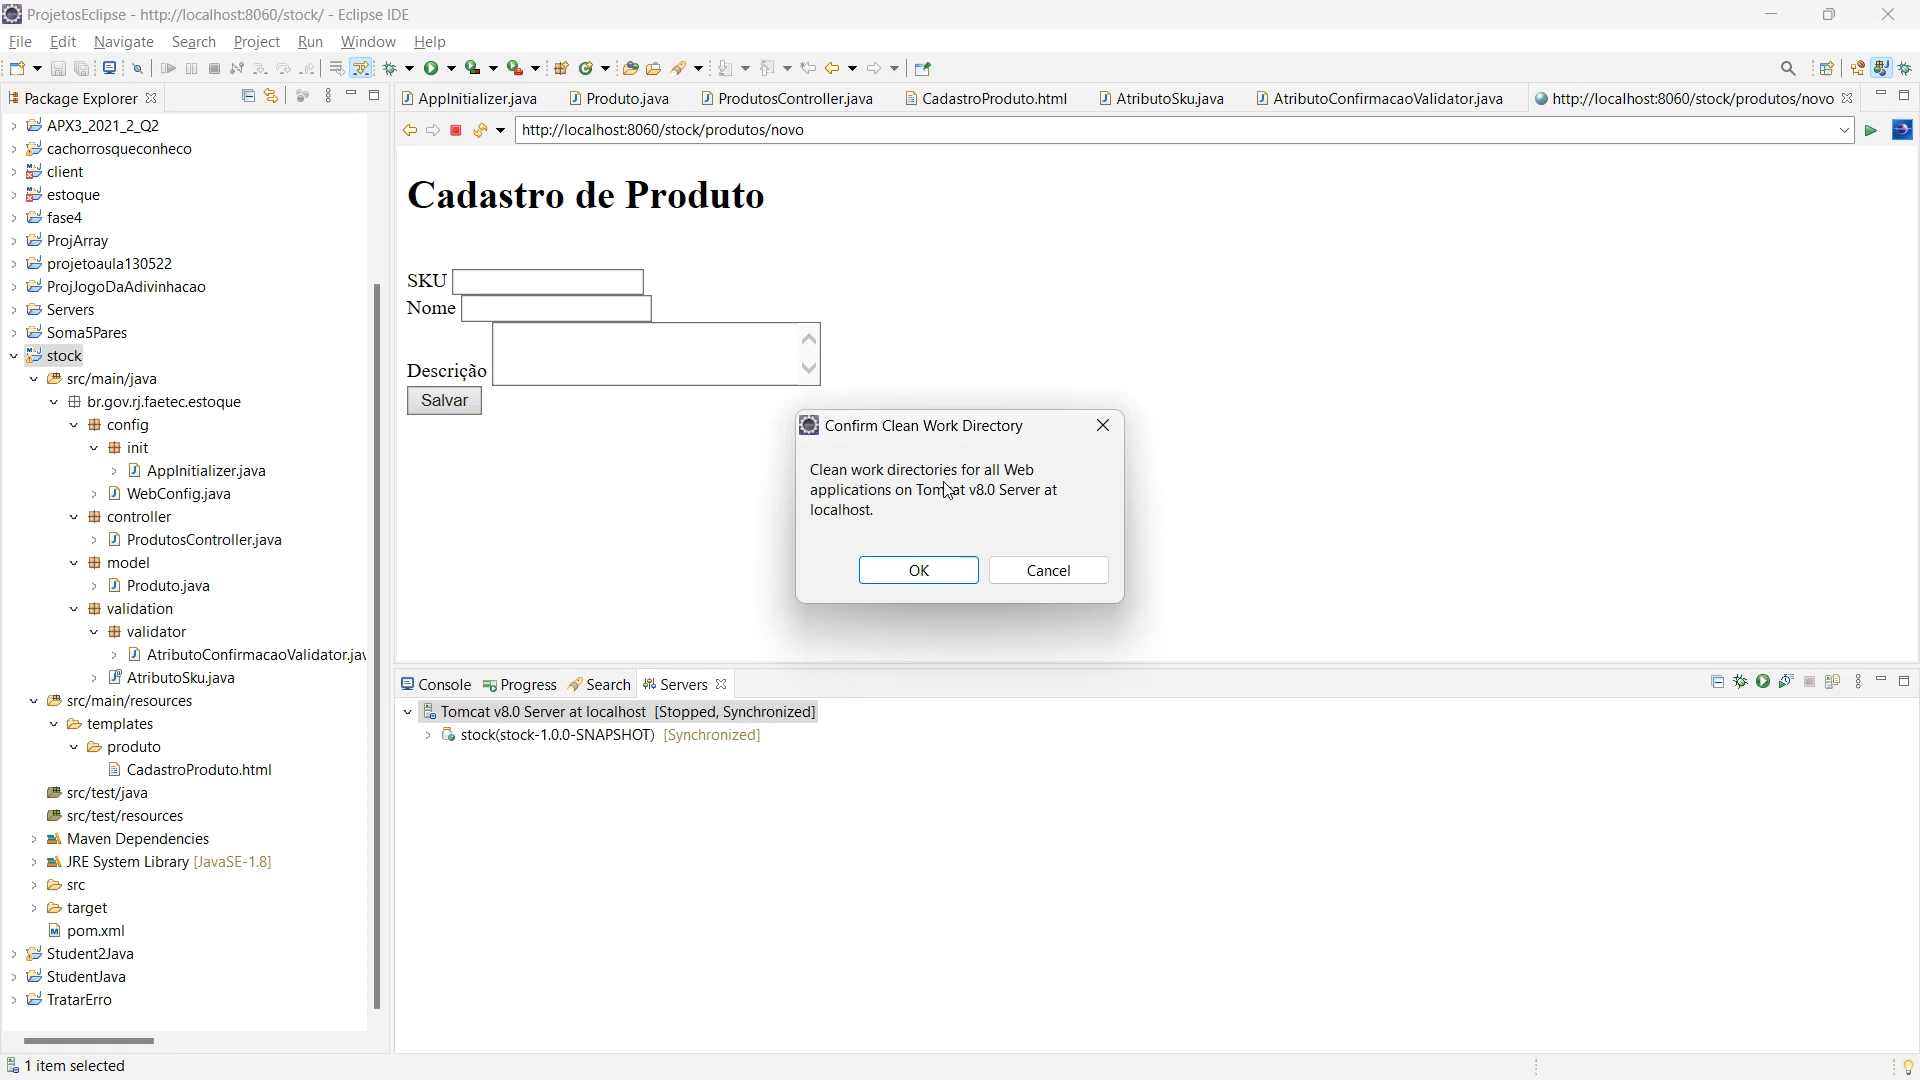 ProjetosEclipse - http://localhost:8060/stock/ - Eclipse IDE
File Edit Navigate Search Project Run Window Help
Package Explorer
APX3_2021_2_Q2
cachorrosqueconheco
client
estoque
fase4
ProjArray
projetoaula130522
ProjJogoDaAdivinhacao
Servers
Soma5Pares
stock
src/main/java
br.gov.rj.faetec.estoque
config
init
AppInitializer.java
WebConfig.java
controller
ProdutosController.java
model
Produto.java
validation
validator
AtributoConfirmacaoValidator.jav
AtributoSku.java
src/main/resources
templates
produto
CadastroProduto.html
src/test/java
src/test/resources
Maven Dependencies
JRE System Library [JavaSE-1.8]
src
target
pom.xml
Student2Java
StudentJava
TratarErro
AppInitializer.java Produto.java ProdutosController.java CadastroProduto.html AtributoSku.java AtributoConfirmacaoValidator.java http://localhost:8060/stock/produtos/novo
http://localhost:8060/stock/produtos/novo
Cadastro de Produto
SKU
Nome
Descrição
Salvar
Confirm Clean Work Directory
Clean work directories for all Web
applications on Tomcat v8.0 Server at
localhost.
OK Cancel
Console Progress Search Servers
Tomcat v8.0 Server at localhost [Stopped, Synchronized]
stock(stock-1.0.0-SNAPSHOT) [Synchronized]
1 item selected